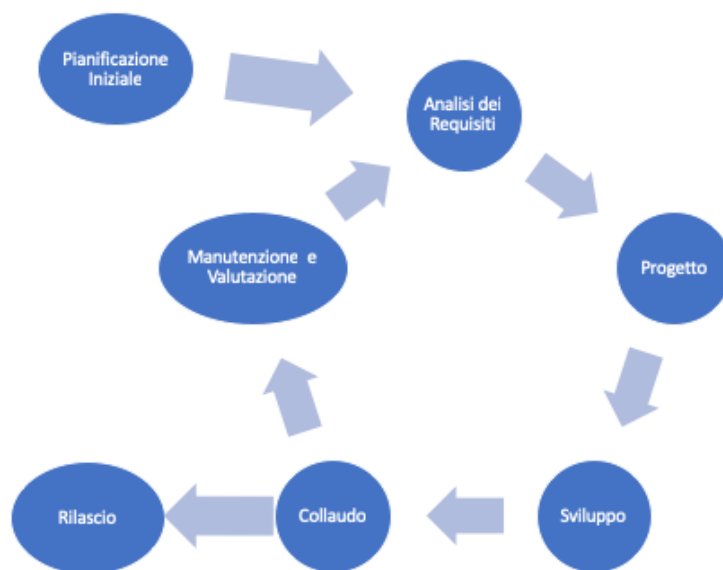 Pianificazione
Iniziale
Analisi dei
Requisiti
Manutenzione e
Valutazione
Progetto
Rilascio
Collaudo
Sviluppo